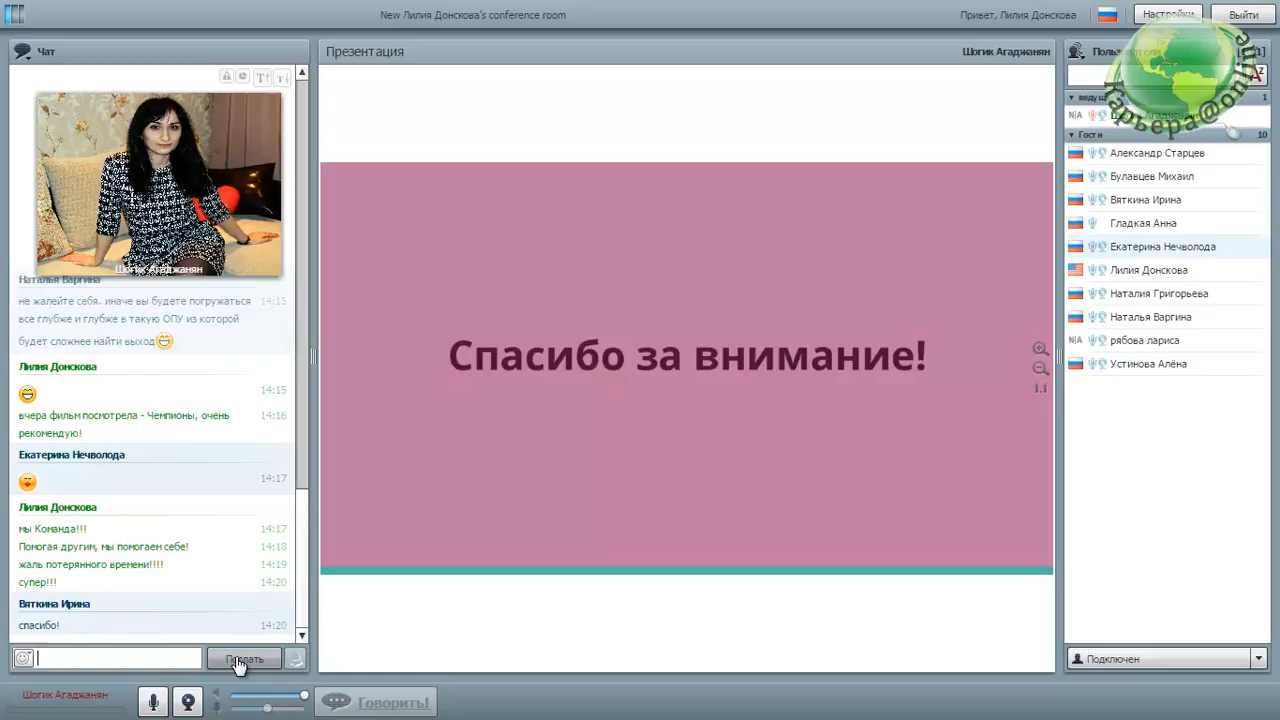 New Лилия Донскова's conference room
Привет, Лилия Донскова
Настройки
Выйти
Чат
Шогик Агаджанян
Наталья Варгина
не жалейте себя. иначе вы будете погружаться 14:15
все глубже и глубже в такую ОПУ из которой
будет сложнее найти выход
Лилия Донскова
14:15
вчера фильм посмотрела - Чемпионы, очень 14:16
рекомендую!
Екатерина Нечволода
14:17
Лилия Донскова
мы Команда!!! 14:17
Помогая другим, мы помогаем себе! 14:18
жаль потерянного времени!!!! 14:19
супер!!! 14:20
Вяткина Ирина
спасибо! 14:20
Шогик Агаджанян
Презентация
Шогик Агаджанян
Спасибо за внимание!
1.1
Говорить!
Карьера@online
1
N/A
Гости 10
Александр Старцев
Булавцев Михаил
Вяткина Ирина
Гладкая Анна
Екатерина Нечволода
Лилия Донскова
Наталия Григорьева
Наталья Варгина
N/A рябова лариса
Устинова Алёна
Подключен